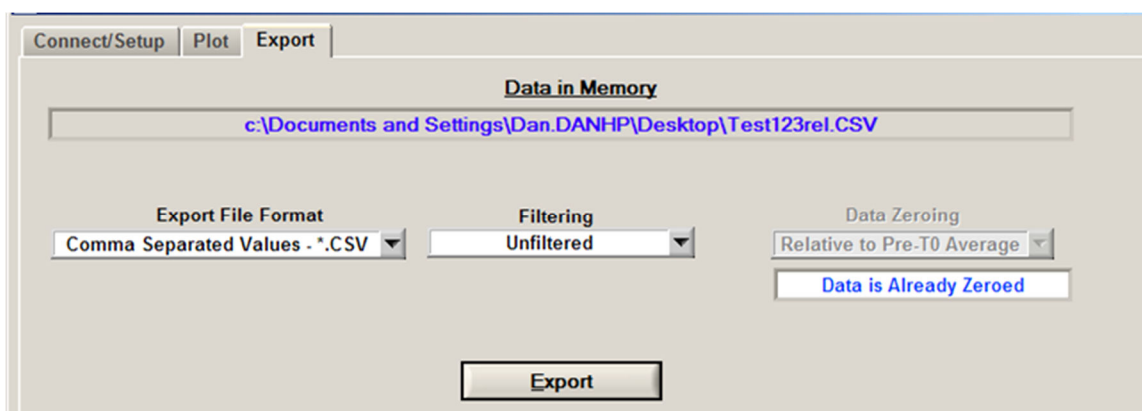 Connect/Setup Plot Export
Data in Memory
c:\Documents and Settings\Dan.DANHP\Desktop\Test123rel.CSV
Export File Format Filtering Data Zeroing
Comma Separated Values - *.CSV Unfiltered Relative to Pre-T0 Average
Data is Already Zeroed
Export